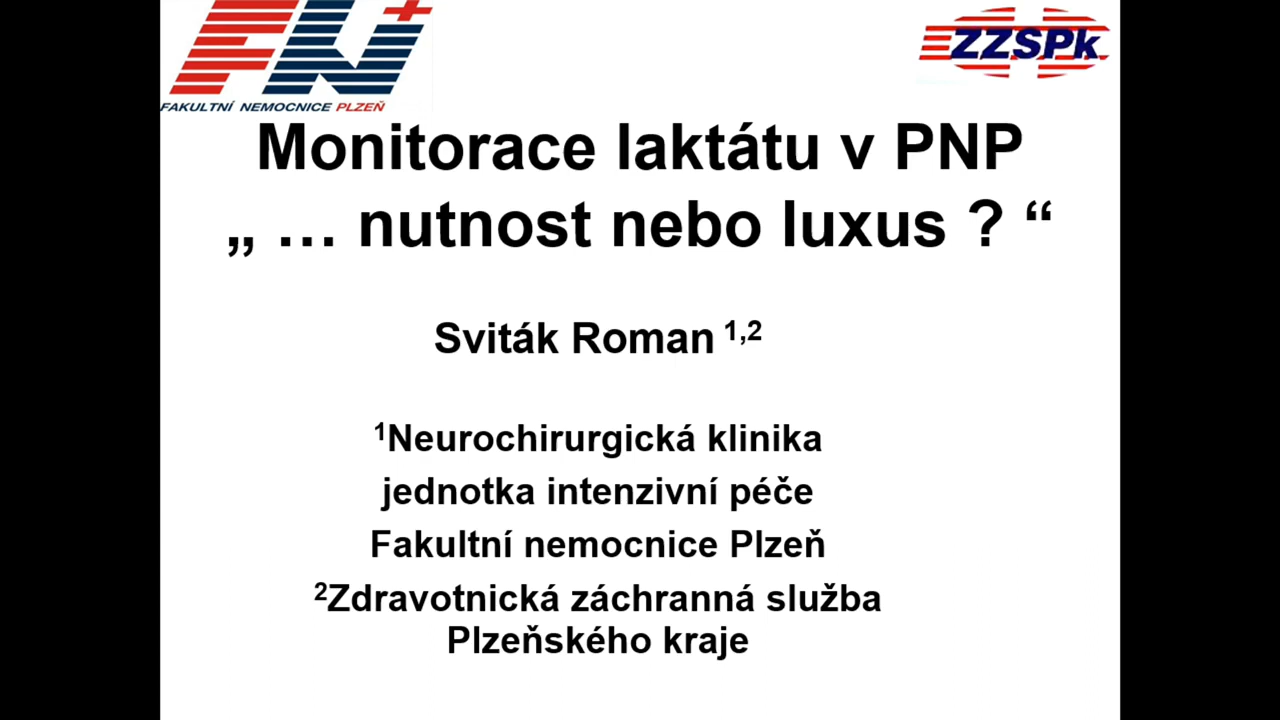 FN+
FAKULTNÍ NEMOCNICE PLZEŇ
ZZSPk
Monitorace laktátu v PNP
„ … nutnost nebo luxus ? “
Sviták Roman 1,2
1Neurochirurgická klinika
jednotka intenzivní péče
Fakultní nemocnice Plzeň
2Zdravotnická záchranná služba
Plzeňského kraje